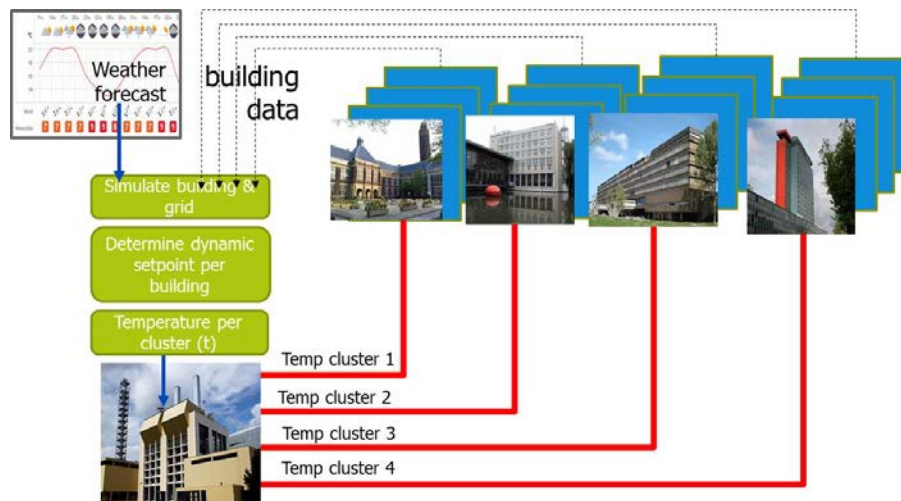 Weather
forecast
building
data
Simulate building &
grid
Determine dynamic
setpoint per
building
Temperature per
cluster (t)
Temp cluster 1
Temp cluster 2
Temp cluster 3
Temp cluster 4